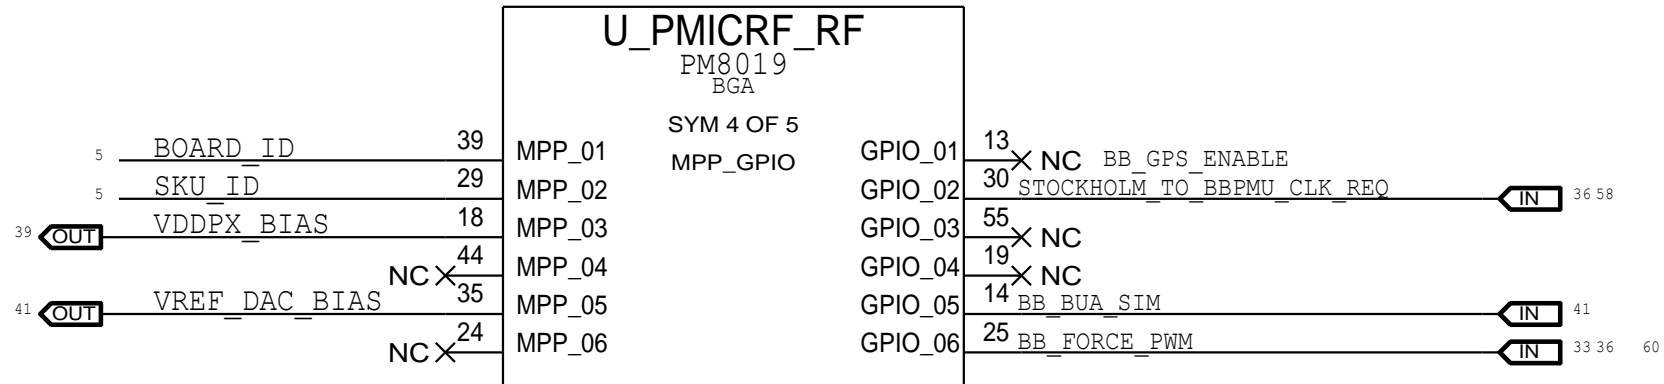 U_PMICRF_RF
PM8019
BGA
SYM 4 OF 5
MPP_GPIO
5 BOARD_ID 39 MPP_01 GPIO_01 13 NC BB_GPS_ENABLE
5 SKU_ID 29 MPP_02 GPIO_02 30 STOCKHOLM_TO_BBPMU_CLK_REQ IN 36 58
39 OUT VDDPX_BIAS 18 MPP_03 GPIO_03 55 NC
NC 44 MPP_04 GPIO_04 19 NC
41 OUT VREF_DAC_BIAS 35 MPP_05 GPIO_05 14 BB_BUA_SIM IN 41
NC 24 MPP_06 GPIO_06 25 BB_FORCE_PWM IN 33 36 60